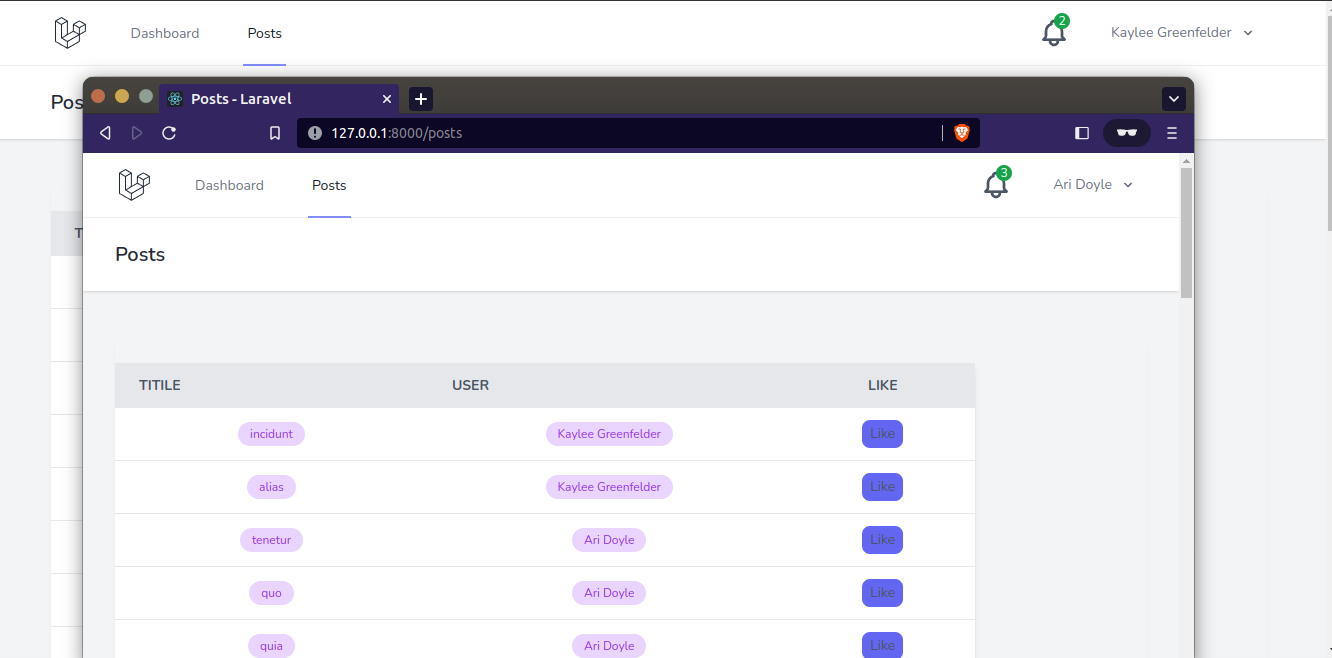 Dashboard Posts 2 Kaylee Greenfelder
Pos
Posts - Laravel
127.0.0.1:8000/posts
Dashboard Posts 3 Ari Doyle
Posts
T
TITILE USER LIKE
incidunt Kaylee Greenfelder Like
alias Kaylee Greenfelder Like
tenetur Ari Doyle Like
quo Ari Doyle Like
quia Ari Doyle Like